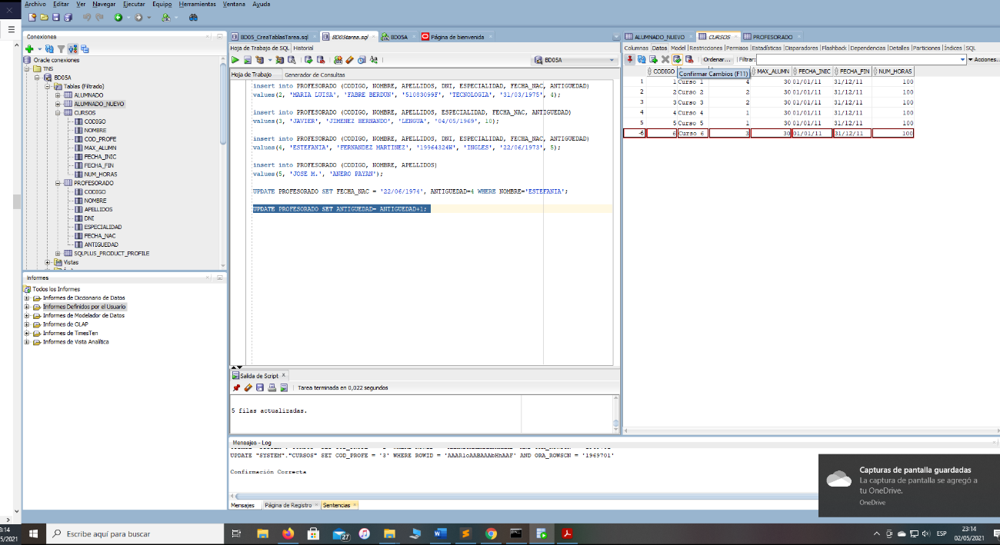 Archivo Editar Ver Navegar Ejecutar Equipo Herramientas Ventana Ayuda
Conexiones
Oracle conexiones
TNS
BD05A
Tablas (Filtrado)
ALUMNADO
ALUMNADO_NUEVO
CURSOS
CODIGO
NOMBRE
COD_PROFE
MAX_ALUMN
FECHA_INIC
FECHA_FIN
NUM_HORAS
PROFESORADO
CODIGO
NOMBRE
APELLIDOS
DNI
ESPECIALIDAD
FECHA_NAC
ANTIGUEDAD
SQLPLUS_PRODUCT_PROFILE
Vistas
Informes
Todos los Informes
Informes de Diccionario de Datos
Informes Definidos por el Usuario
Informes de Modelador de Datos
Informes de OLAP
Informes de TimesTen
Informes de Vista Analítica
BD05_CreaTablasTarea.sql BD05tarea.sql BD05A Página de bienvenida
Hoja de Trabajo de SQL Historial
BD05A
Hoja de Trabajo Generador de Consultas
insert into PROFESORADO (CODIGO, NOMBRE, APELLIDOS, DNI, ESPECIALIDAD, FECHA_NAC, ANTIGUEDAD)
values(2, 'MARIA LUISA', 'FABRE BERDUN', '51083099F', 'TECNOLOGIA', '31/03/1975', 4);
insert into PROFESORADO (CODIGO, NOMBRE, APELLIDOS, ESPECIALIDAD, FECHA_NAC, ANTIGUEDAD)
values(3, 'JAVIER', 'JIMENEZ HERNANDO', 'LENGUA', '04/05/1969', 10);
insert into PROFESORADO (CODIGO, NOMBRE, APELLIDOS, DNI, ESPECIALIDAD, FECHA_NAC, ANTIGUEDAD)
values(4, 'ESTEFANIA', 'FERNANDEZ MARTINEZ', '19964324W', 'INGLES', '22/06/1973', 5);
insert into PROFESORADO (CODIGO, NOMBRE, APELLIDOS)
values(5, 'JOSE M.', 'ANERO PAYAN');
UPDATE PROFESORADO SET FECHA_NAC = '22/06/1974', ANTIGUEDAD=4 WHERE NOMBRE='ESTEFANIA';
UPDATE PROFESORADO SET ANTIGUEDAD= ANTIGUEDAD+1;
Salida de Script
Tarea terminada en 0,022 segundos
5 filas actualizadas.
Mensajes - Log
UPDATE "SYSTEM"."CURSOS" SET COD_PROFE = '3' WHERE ROWID = 'AAAR1oAABAAAbHhAAF' AND ORA_ROWSCN = '1969701'
Confirmación Correcta
Mensajes Página de Registro Sentencias
ALUMNADO_NUEVO CURSOS PROFESORADO
Columnas Datos Model Restricciones Permisos Estadísticas Disparadores Flashback Dependencias Detalles Particiones Índices SQL
Ordenar... Filtrar: Acciones...
CODIGO Confirmar Cambios (F11) MAX_ALUMN FECHA_INIC FECHA_FIN NUM_HORAS
1 1 Curso 1 4 30 01/01/11 31/12/11 100
2 2 Curso 2 2 30 01/01/11 31/12/11 100
3 3 Curso 3 2 30 01/01/11 31/12/11 100
4 4 Curso 4 1 30 01/01/11 31/12/11 100
5 5 Curso 5 1 30 01/01/11 31/12/11 100
-6 6 Curso 6 3 30 01/01/11 31/12/11 100
Capturas de pantalla guardadas
La captura de pantalla se agregó a
tu OneDrive.
OneDrive
3:14
5/2021
Escribe aquí para buscar
27
ESP
23:14
02/05/2021